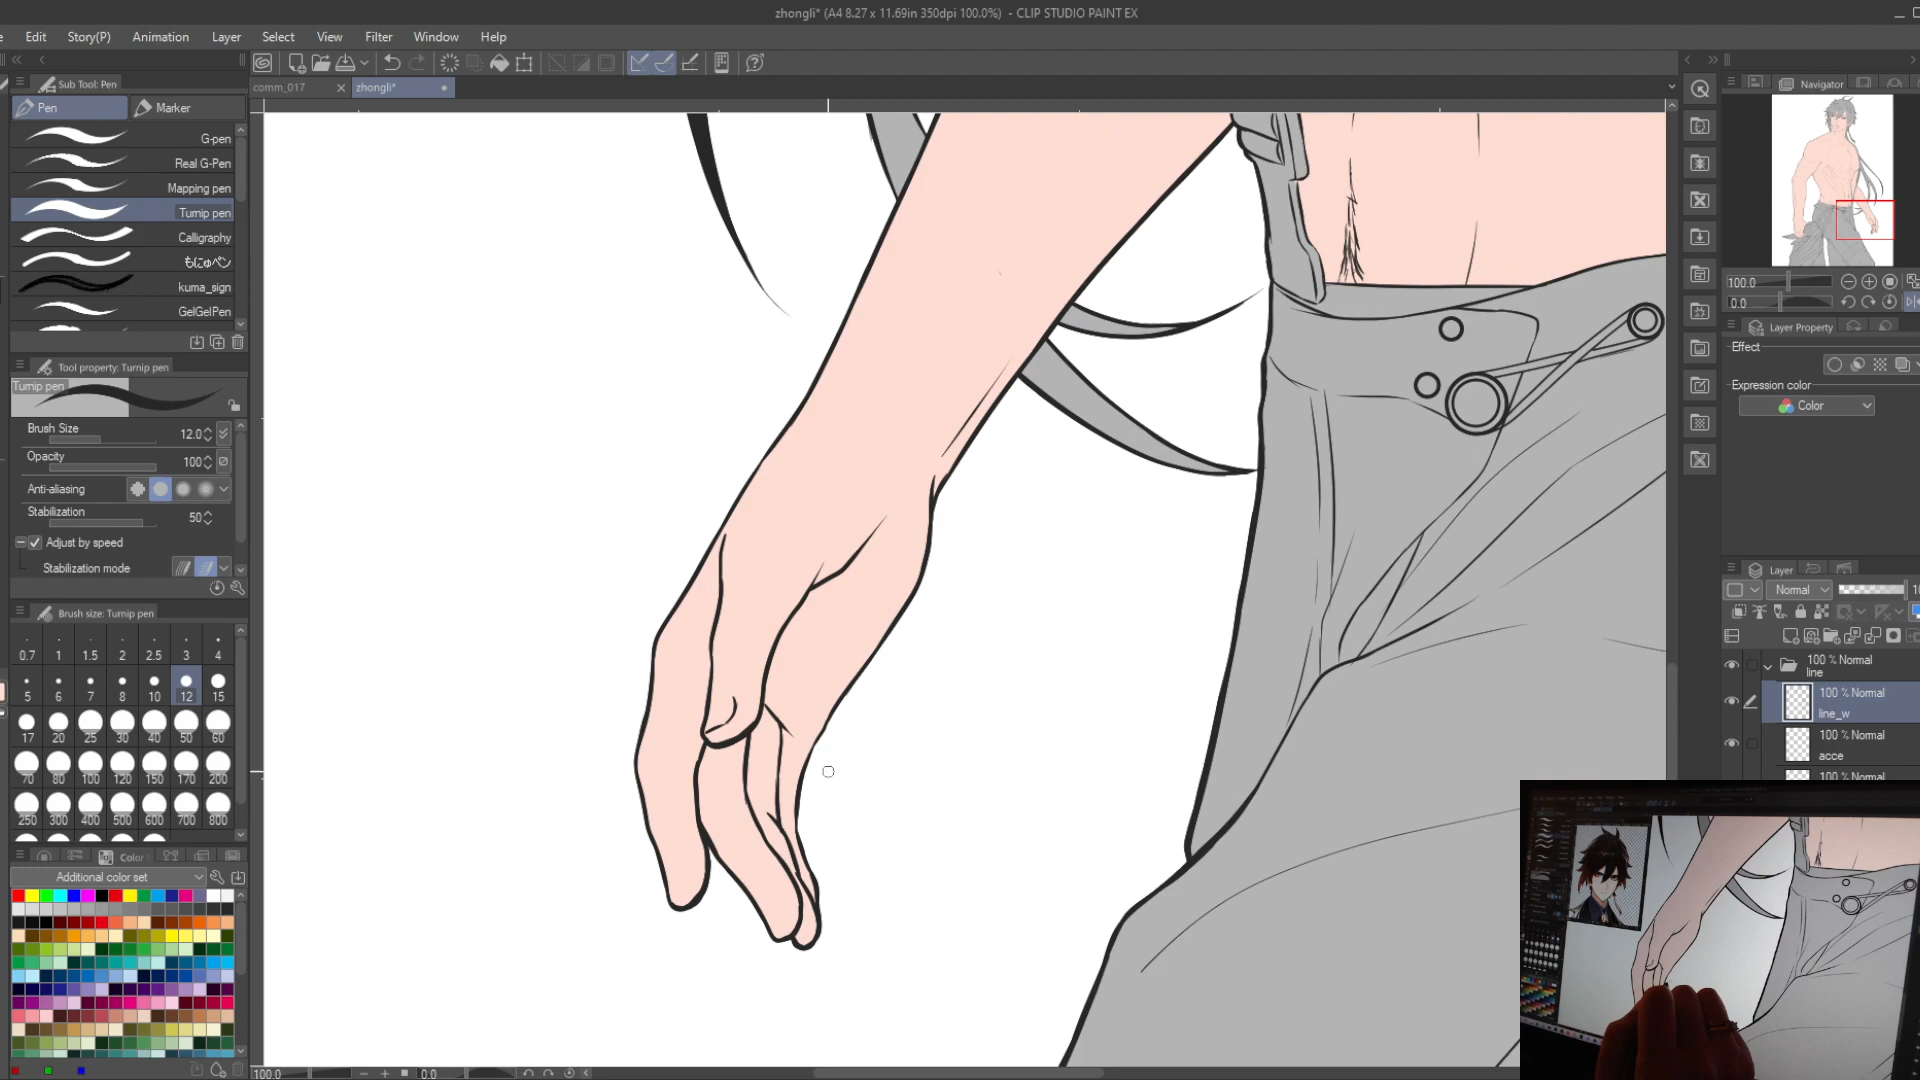 zhongli* (A4 8.27 x 11.69in 350dpi 100.0%) - CLIP STUDIO PAINT EX
Edit Story(P) Animation Layer Select View Filter Window Help
Sub Tool: Pen
comm_017 zhongli*
Navigator
Pen Marker
G-pen
Real G-Pen
Mapping pen
Turnip pen
Calligraphy
もにゅペン
kuma_sign
GelGelPen
100.0
0.0
Layer Property
Effect
Expression color
Color
Tool property: Turnip pen
Turnip pen
Brush Size 12.0
Opacity 100
Anti-aliasing
Stabilization 50
Adjust by speed
Stabilization mode
Brush size: Turnip pen
0.7 1 1.5 2 2.5 3 4
5 6 7 8 10 12 15
17 20 25 30 40 50 60
70 80 100 120 150 170 200
250 300 400 500 600 700 800
Color
Additional color set
Layer
Normal
100 % Normal
line
100 % Normal
line_w
100 % Normal
acce
100 % Normal
100.0 0.0